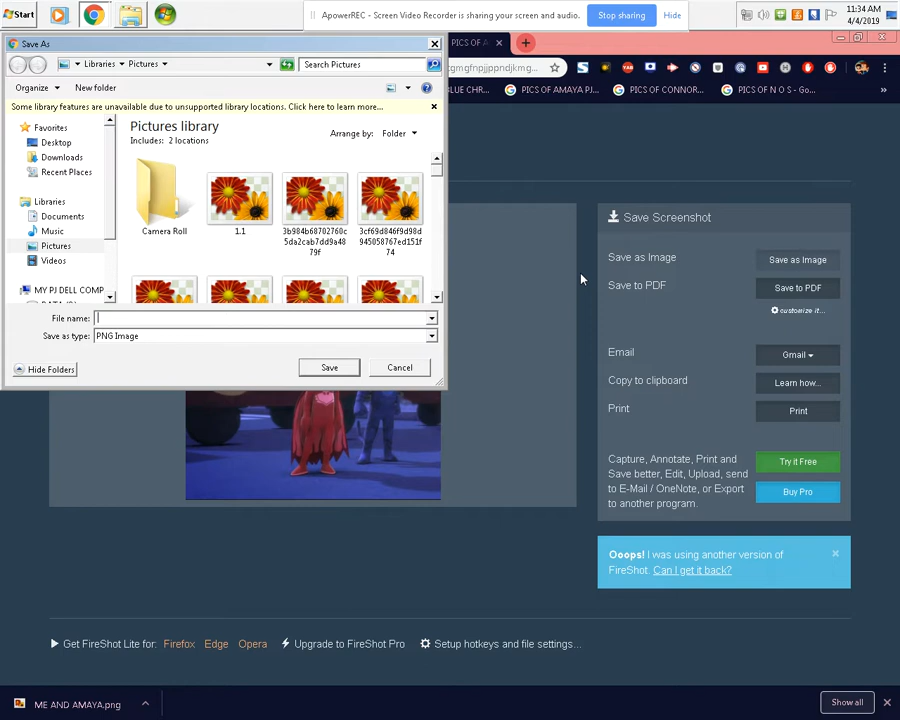 Start
ApowerREC - Screen Video Recorder is sharing your screen and audio.
Stop sharing
Hide
11:34 AM
4/4/2019
Save As
PICS OF A
Libraries
Pictures
Search Pictures
Organize
New folder
BLUE CHR...
PICS OF AMAYA PJ...
PICS OF CONNOR...
PICS OF N O S - Go...
»
Some library features are unavailable due to unsupported library locations. Click here to learn more...
Favorites
Desktop
Downloads
Recent Places
Libraries
Documents
Music
Pictures
Videos
MY PJ DELL COMP
Pictures library
Includes: 2 locations
Arrange by:
Folder
Camera Roll
1.1
3b984b68702760c
5da2cab7dd9a48
79f
3cf69d846f9d98d
945058767ed151f
74
File name:
Save as type:
PNG Image
Hide Folders
Save
Cancel
Save Screenshot
Save as Image
Save as Image
Save to PDF
Save to PDF
customize it...
Email
Gmail
Copy to clipboard
Learn how...
Print
Print
Capture, Annotate, Print and
Save better, Edit, Upload, send
to E-Mail / OneNote, or Export
to another program.
Try it Free
Buy Pro
Ooops! I was using another version of
FireShot. Can I get it back?
Get FireShot Lite for:
Firefox
Edge
Opera
Upgrade to FireShot Pro
Setup hotkeys and file settings...
ME AND AMAYA.png
Show all